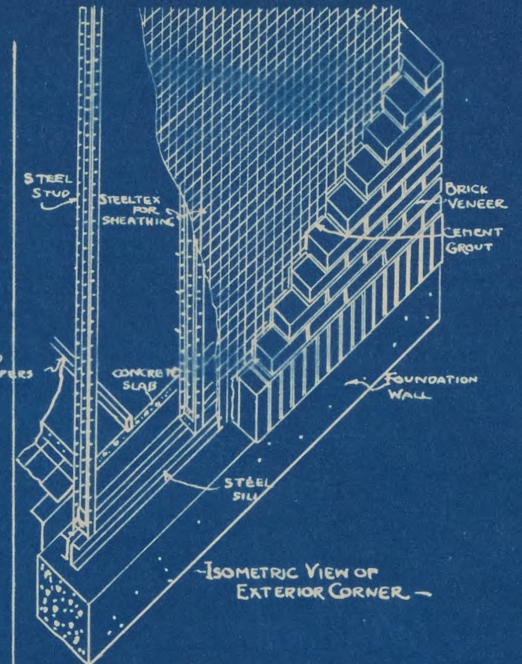 STEEL
STUD
STEELTEX
FOR
SHEATHING
BRICK
VENEER
CEMENT
GROUT
CONCRETE
SLAB
FOUNDATION
WALL
STEEL
SILL
-ISOMETRIC VIEW OF
EXTERIOR CORNER-